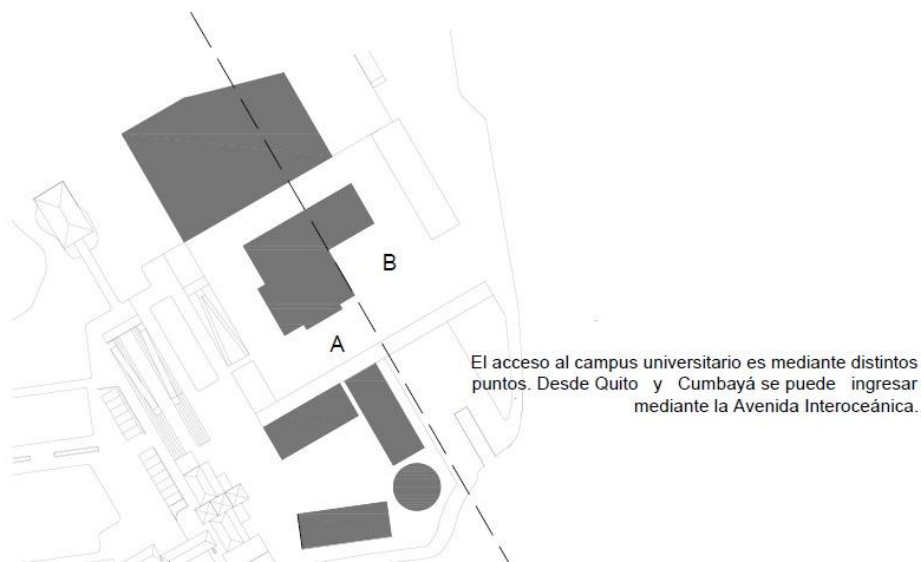 B
A
El acceso al campus universitario es mediante distintos
puntos. Desde Quito y Cumbayá se puede ingresar
mediante la Avenida Interoceánica.